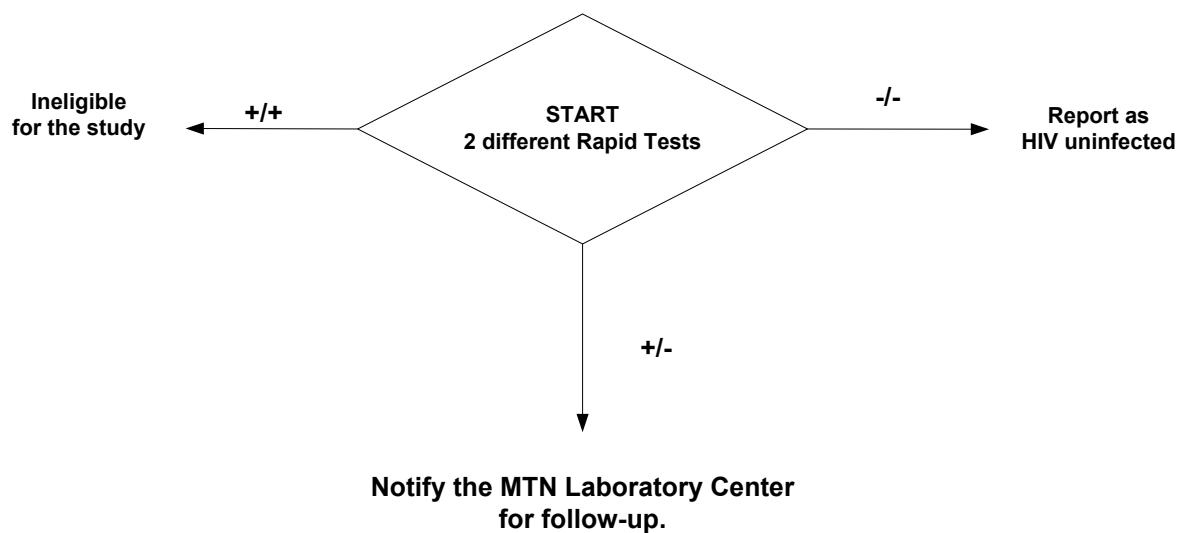 START
2 different Rapid Tests
+/+
Ineligible
for the study
-/-
Report as
HIV uninfected
+/-
Notify the MTN Laboratory Center
for follow-up.